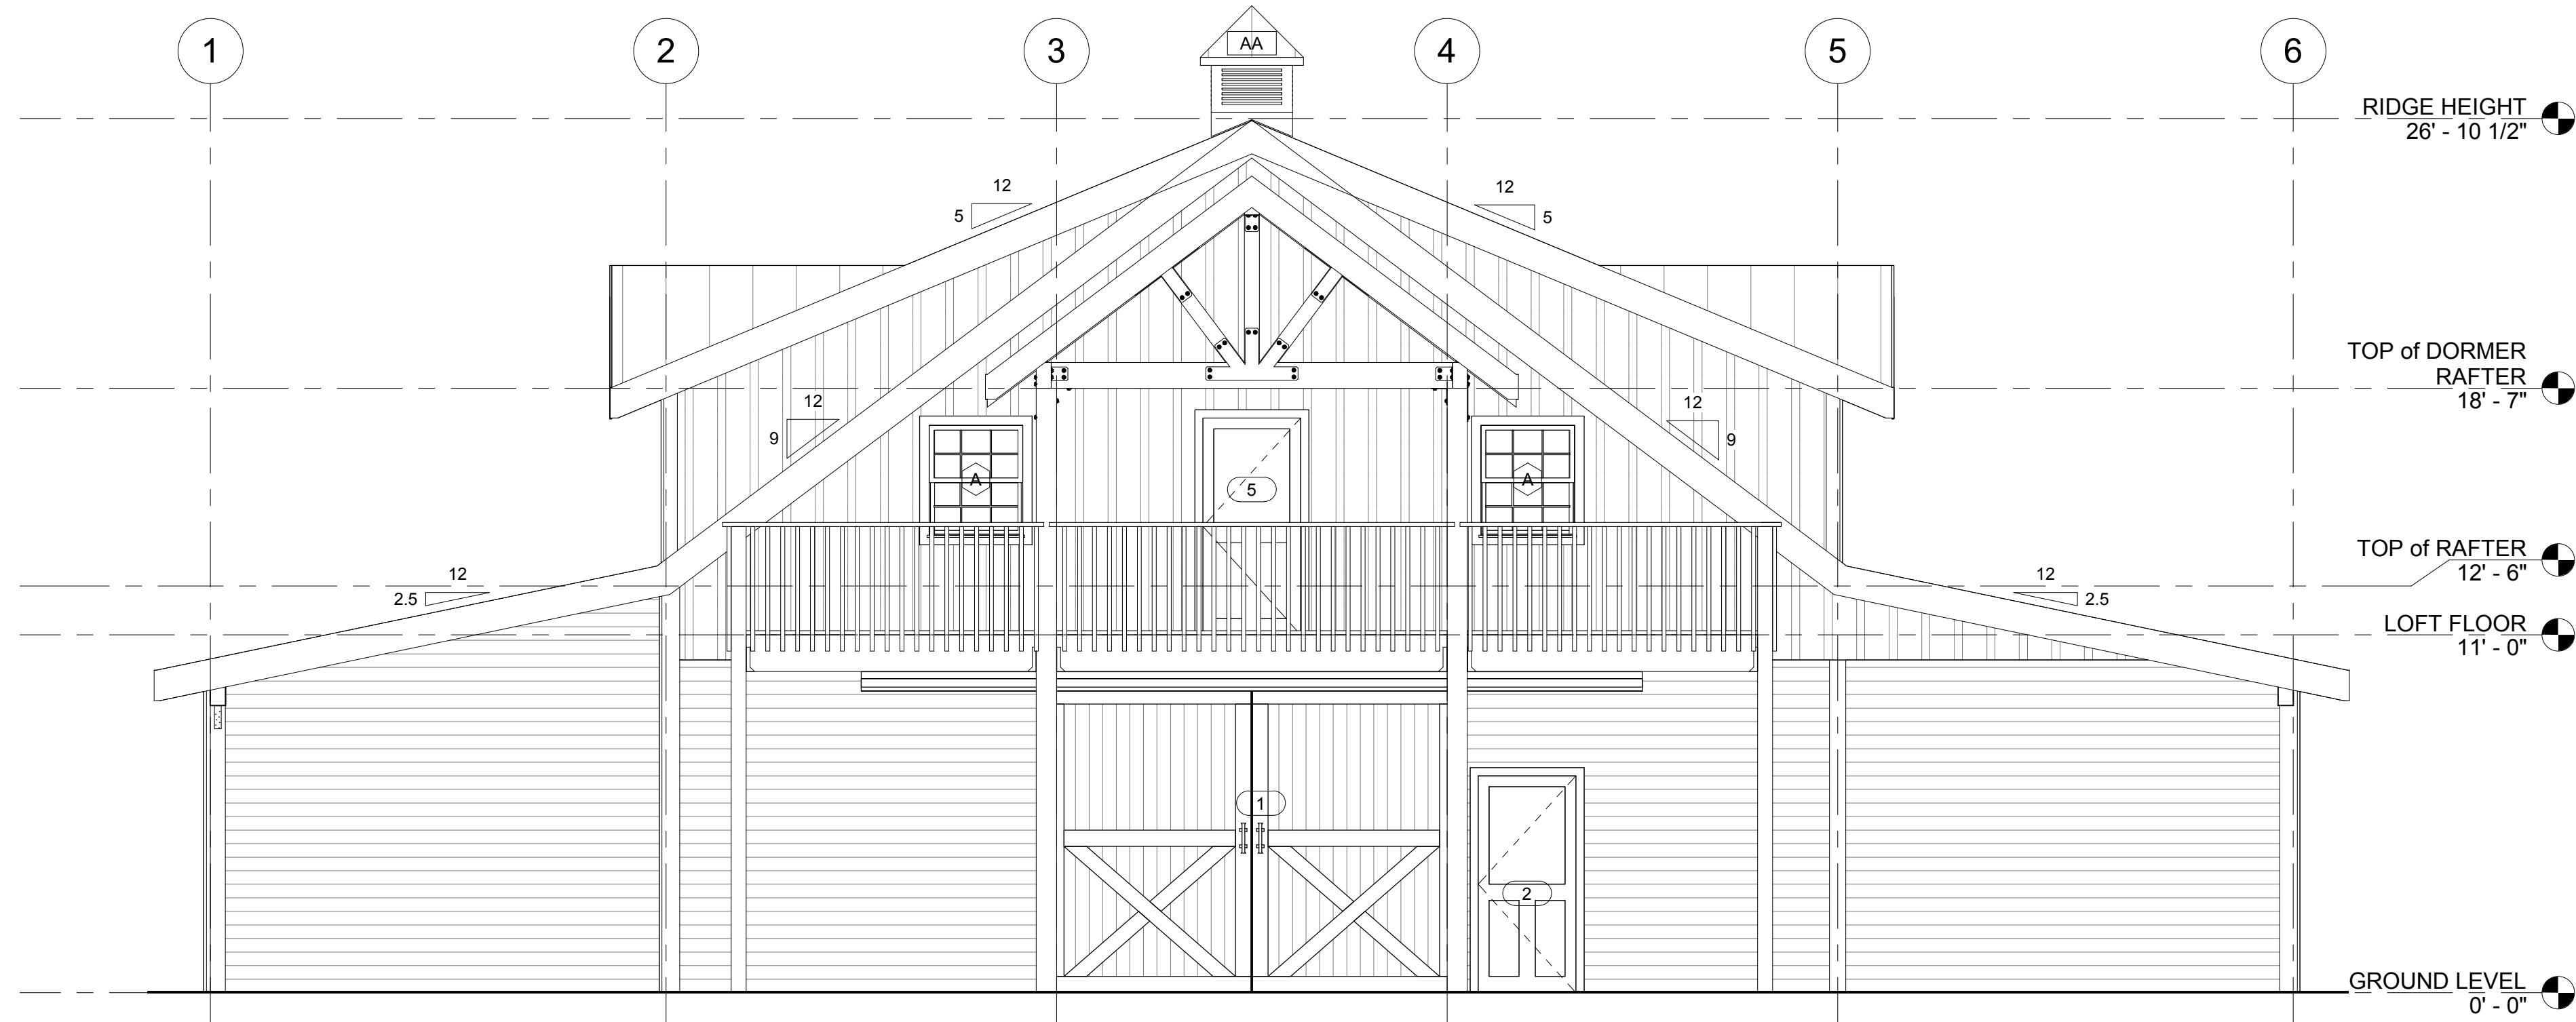 1
2
3
4
5
6
AA
RIDGE HEIGHT
26' - 10 1/2"
12
5
12
5
TOP of DORMER
RAFTER
18' - 7"
12
9
12
9
A
5
A
TOP of RAFTER
12' - 6"
12
2.5
12
2.5
LOFT FLOOR
11' - 0"
1
2
GROUND LEVEL
0' - 0"